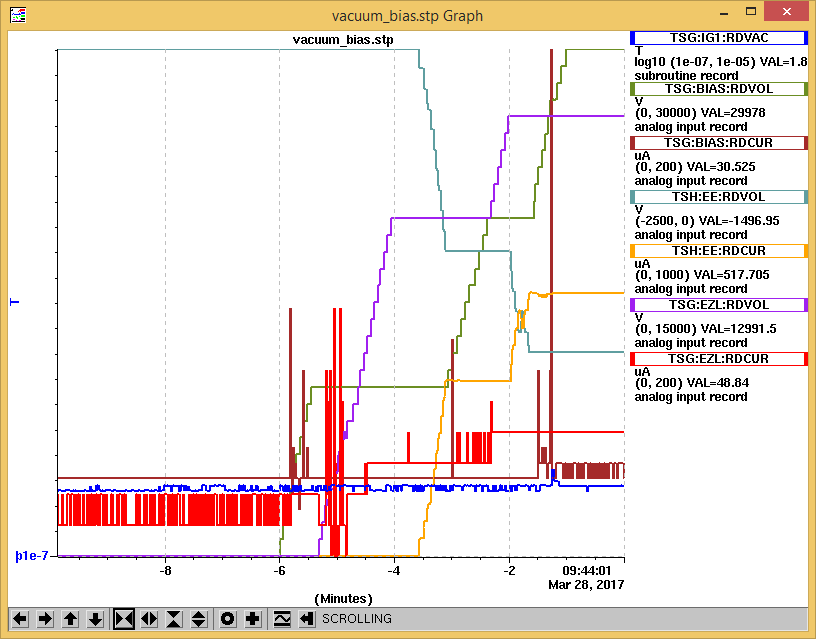 vacuum_bias.stp Graph
vacuum_bias.stp
TSG:IG1:RDVAC
T
log10 (1e-07, 1e-05) VAL=1.8
subroutine record
TSG:BIAS:RDVOL
V
(0, 30000) VAL=29978
analog input record
TSG:BIAS:RDCUR
uA
(0, 200) VAL=30.525
analog input record
TSH:EE:RDVOL
V
(-2500, 0) VAL=-1496.95
analog input record
TSH:EE:RDCUR
uA
(0, 1000) VAL=517.705
analog input record
TSG:EZL:RDVOL
V
(0, 15000) VAL=12991.5
analog input record
TSG:EZL:RDCUR
uA
(0, 200) VAL=48.84
analog input record
T
1e-7
-8 -6 -4 -2 09:44:01
Mar 28, 2017
(Minutes)
SCROLLING